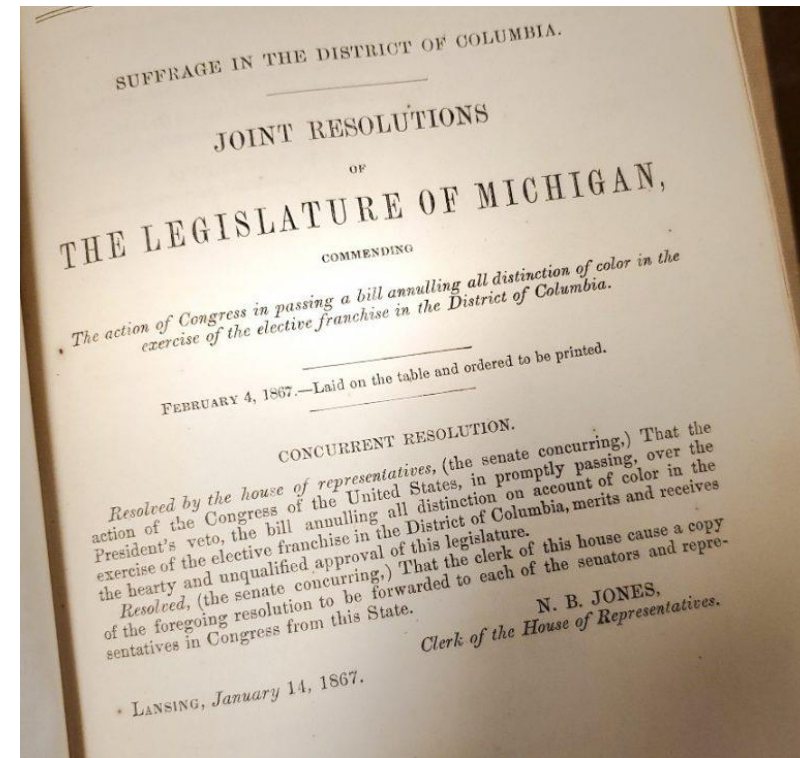 SUFFRAGE IN THE DISTRICT OF COLUMBIA.
JOINT RESOLUTIONS
OF
THE LEGISLATURE OF MICHIGAN,
COMMENDING
The action of Congress in passing a bill annulling all distinction of color in the
exercise of the elective franchise in the District of Columbia.
FEBRUARY 4, 1867.—Laid on the table and ordered to be printed.
CONCURRENT RESOLUTION.
Resolved by the house of representatives, (the senate concurring,) That the
action of the Congress of the United States, in promptly passing, over the
President's veto, the bill annulling all distinction on account of color in the
exercise of the elective franchise in the District of Columbia, merits and receives
the hearty and unqualified approval of this legislature.
Resolved, (the senate concurring,) That the clerk of this house cause a copy
of the foregoing resolution to be forwarded to each of the senators and repre-
sentatives in Congress from this State.
N. B. JONES,
Clerk of the House of Representatives.
LANSING, January 14, 1867.